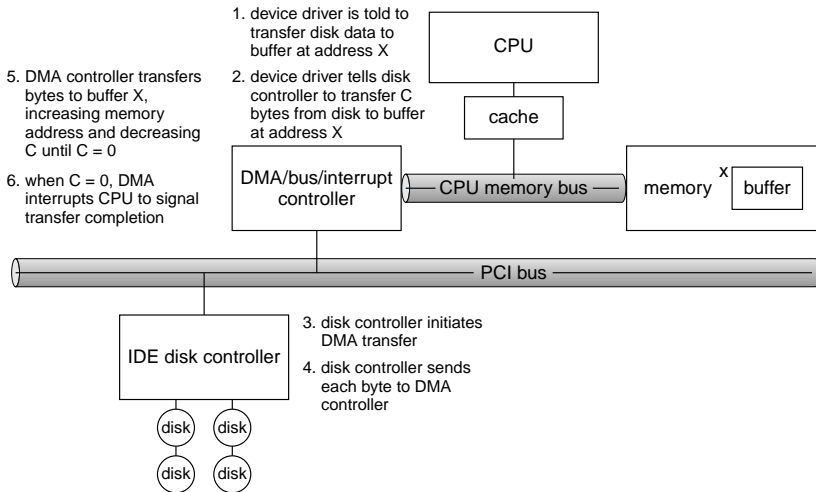 1. device driver is told to
transfer disk data to
buffer at address X
2. device driver tells disk
controller to transfer C
bytes from disk to buffer
at address X
5. DMA controller transfers
bytes to buffer X,
increasing memory
address and decreasing
C until C = 0
6. when C = 0, DMA
interrupts CPU to signal
transfer completion
CPU
cache
DMA/bus/interrupt
controller
CPU memory bus
memory
X
buffer
PCI bus
IDE disk controller
3. disk controller initiates
DMA transfer
4. disk controller sends
each byte to DMA
controller
disk
disk
disk
disk